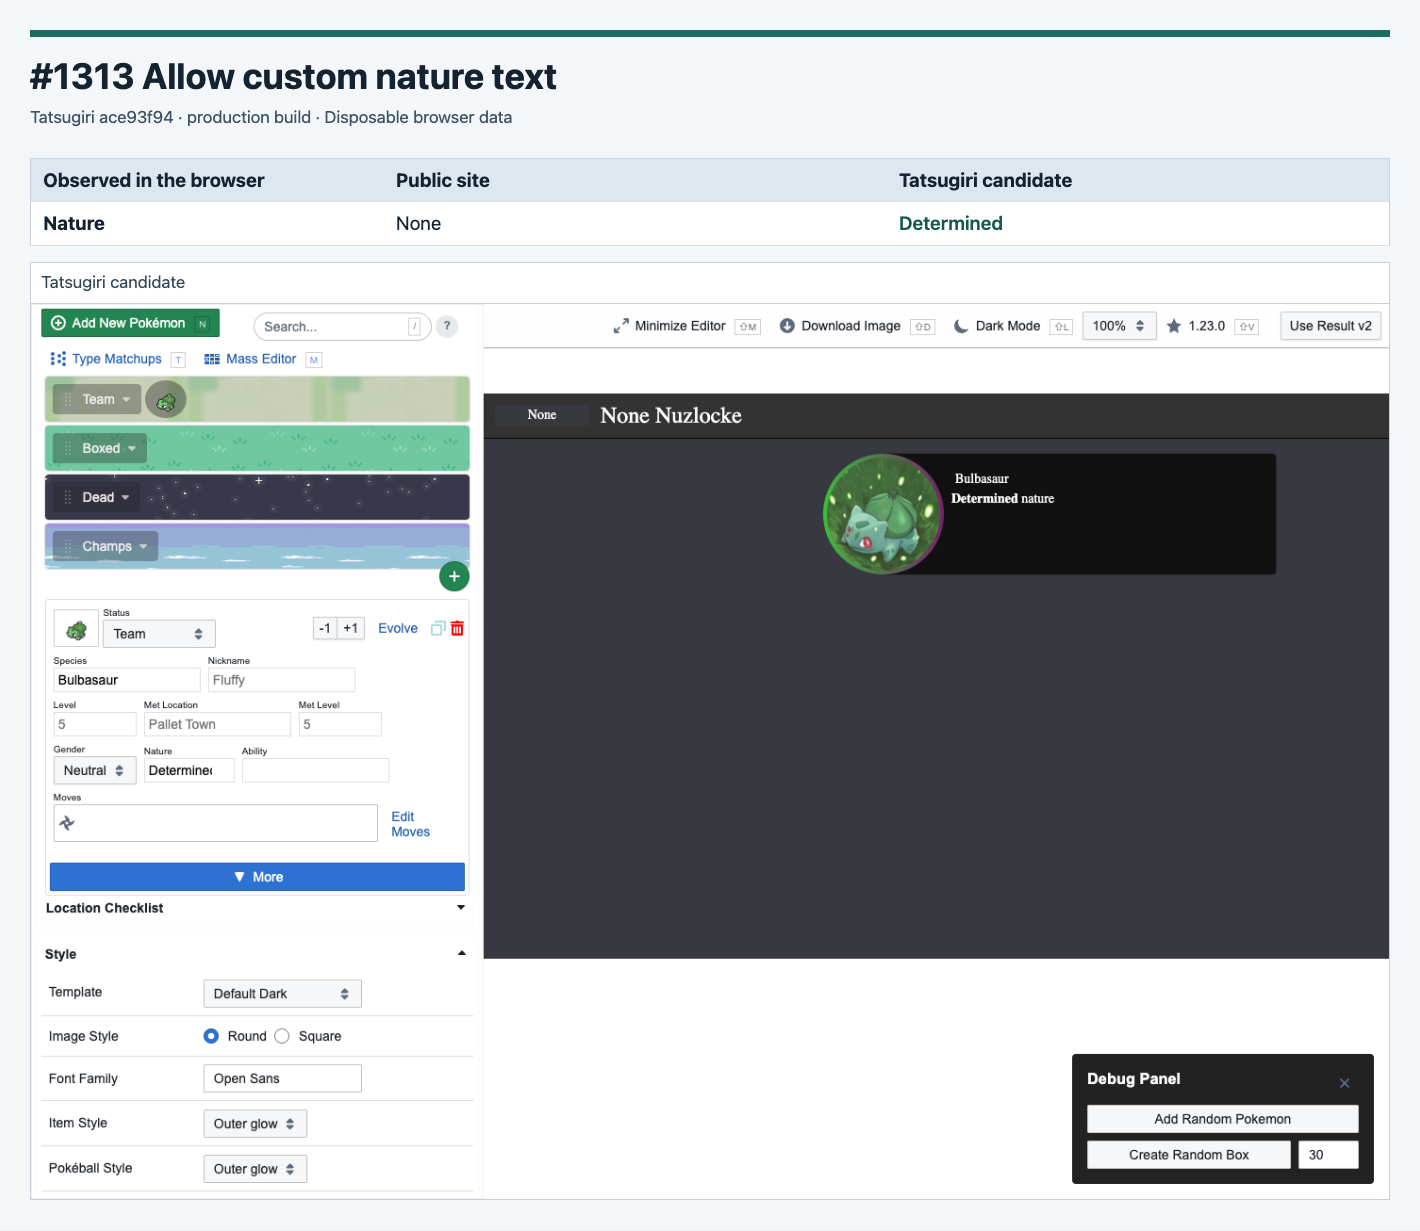 #1313 Allow custom nature text
Tatsugiri ace93f94 · production build · Disposable browser data
Observed in the browser Public site Tatsugiri candidate
Nature None Determined
Tatsugiri candidate
Add New Pokémon N Search... / ?
Type Matchups T Mass Editor M
Team
Boxed
Dead
Champs
+
Status
Team -1 +1 Evolve
Species Nickname
Bulbasaur Fluffy
Level Met Location Met Level
5 Pallet Town 5
Gender Nature Ability
Neutral Determined
Moves
Edit
Moves
More
Location Checklist
Style
Template Default Dark
Image Style Round Square
Font Family Open Sans
Item Style Outer glow
Pokéball Style Outer glow
Minimize Editor ⇧M Download Image ⇧D Dark Mode ⇧L 100% 1.23.0 ⇧V Use Result v2
None None Nuzlocke
Bulbasaur
Determined nature
Debug Panel ×
Add Random Pokemon
Create Random Box 30